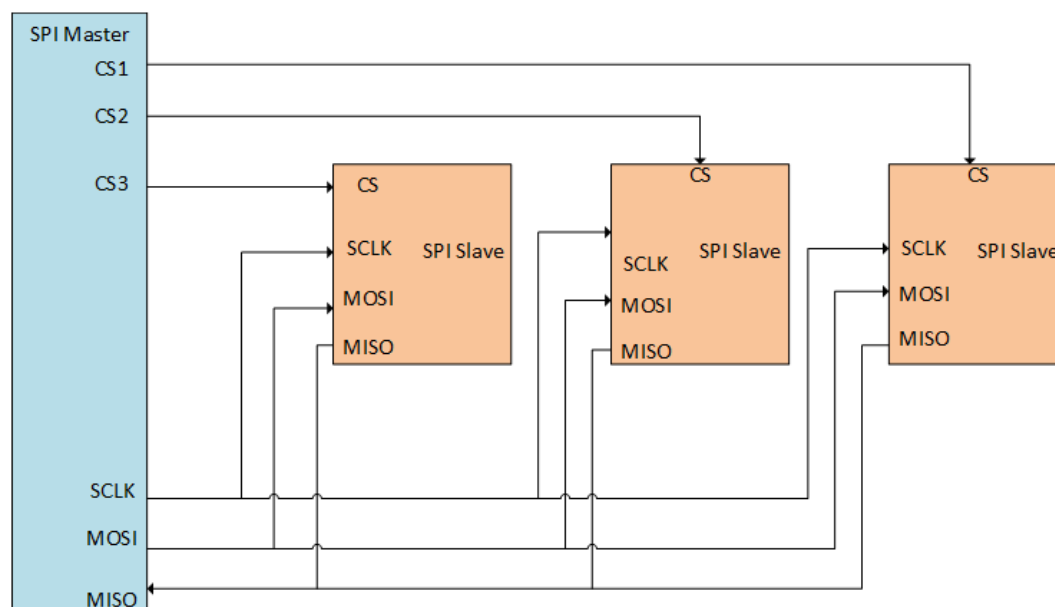 SPI Master
CS1
CS2
CS3
SCLK
MOSI
MISO
CS
SCLK
SPI Slave
MOSI
MISO
CS
SCLK
SPI Slave
MOSI
MISO
CS
SCLK
SPI Slave
MOSI
MISO